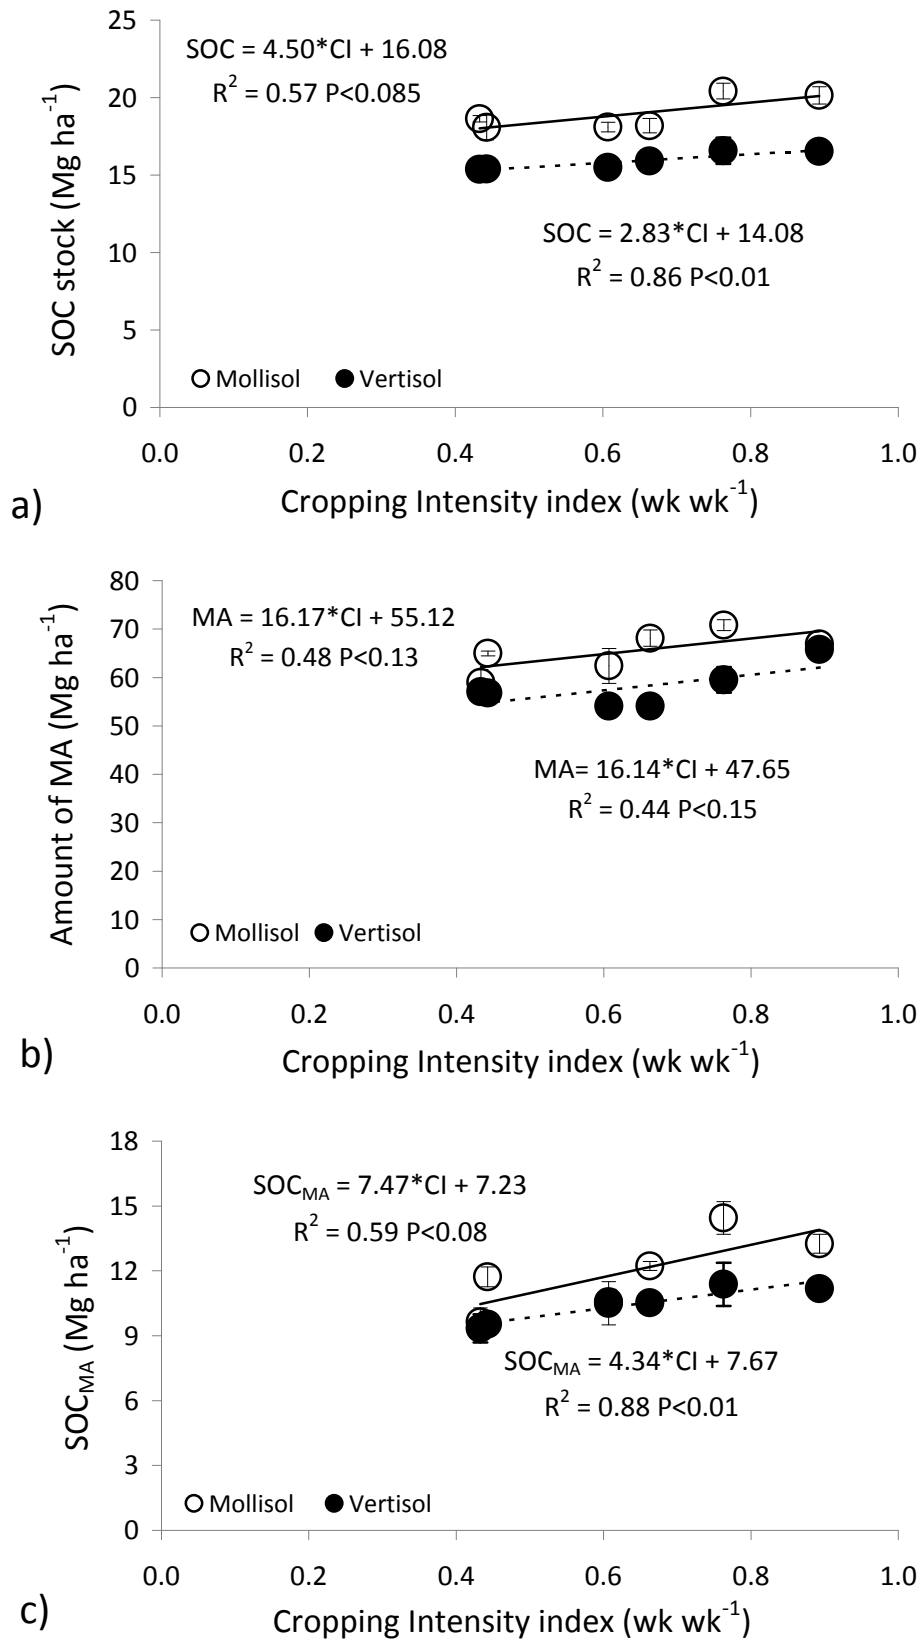 25
SOC = 4.50*CI + 16.08
R² = 0.57 P<0.085
20
15
SOC = 2.83*CI + 14.08
R² = 0.86 P<0.01
10
5
Mollisol Vertisol
0
0.0 0.2 0.4 0.6 0.8 1.0
SOC stock (Mg ha⁻¹)
Cropping Intensity index (wk wk⁻¹)
a)
80
MA = 16.17*CI + 55.12
70
R² = 0.48 P<0.13
60
50
MA= 16.14*CI + 47.65
40
R² = 0.44 P<0.15
30
20
10
Mollisol Vertisol
0
0.0 0.2 0.4 0.6 0.8 1.0
Amount of MA (Mg ha⁻¹)
Cropping Intensity index (wk wk⁻¹)
b)
18
SOC_MA = 7.47*CI + 7.23
15
R² = 0.59 P<0.08
12
9
SOC_MA = 4.34*CI + 7.67
6
R² = 0.88 P<0.01
3
Mollisol Vertisol
0
0.0 0.2 0.4 0.6 0.8 1.0
SOC_MA (Mg ha⁻¹)
Cropping Intensity index (wk wk⁻¹)
c)